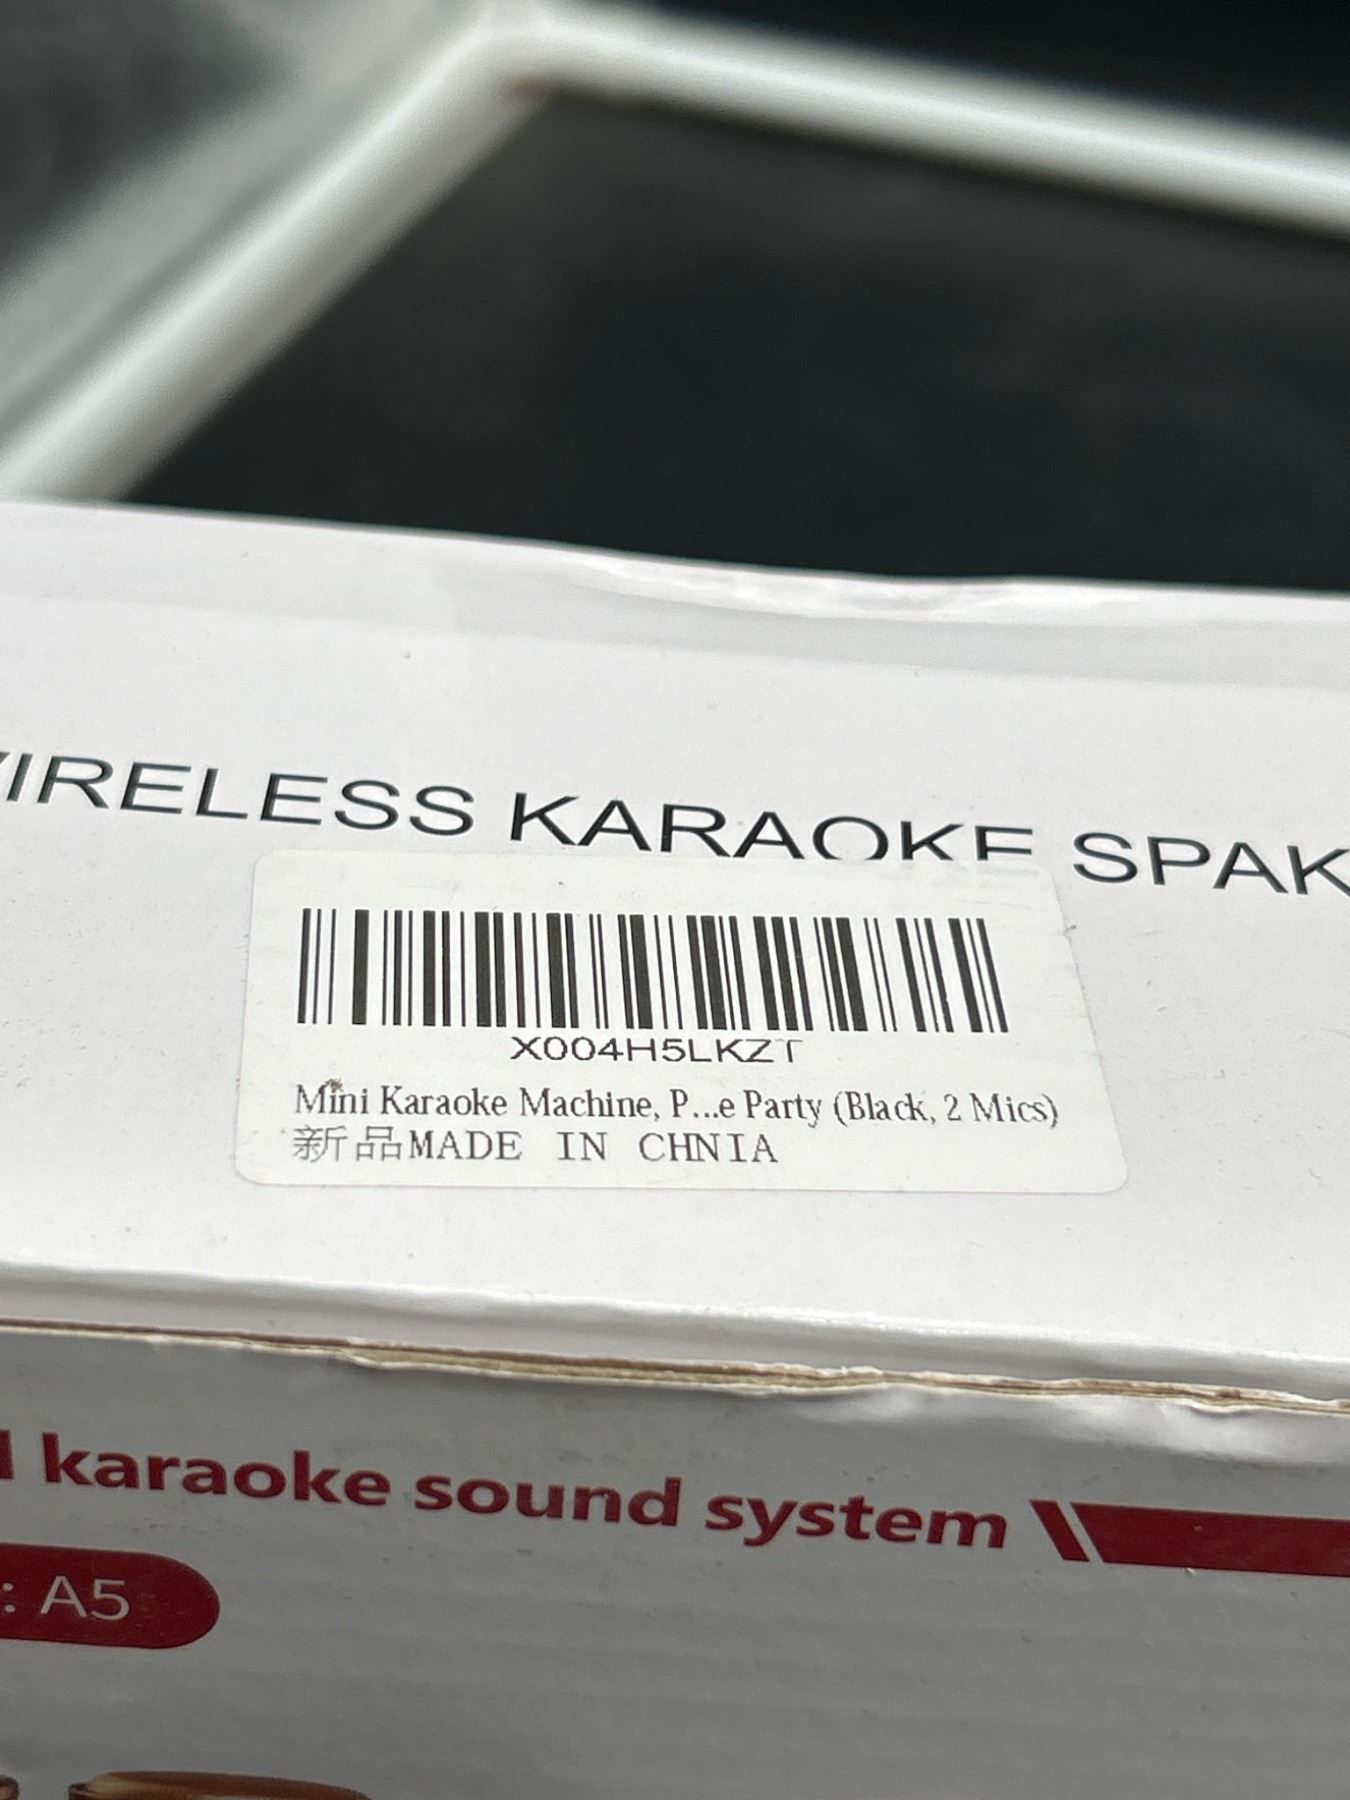 WIRELESS KARAOKE SPAK
X004H5LKZT
Mini Karaoke Machine, P...e Party (Black, 2 Mics)
新品MADE IN CHNIA
karaoke sound system
: A5